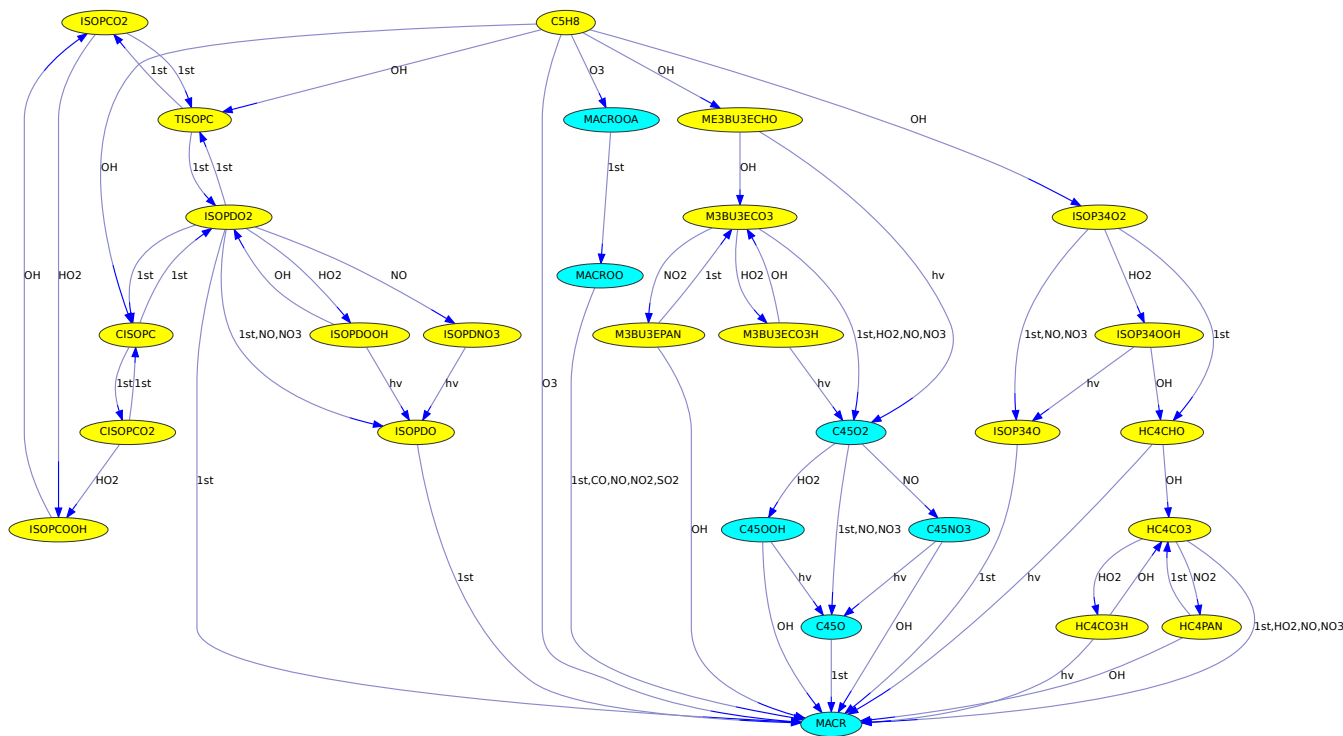 ISOPCO2
C5H8
1st
1st
OH
O3
OH
TISOPC
MACROOA
ME3BU3ECHO
OH
OH
1st
1st
1st
OH
ISOPDO2
M3BU3ECO3
ISOP34O2
OH
HO2
1st
1st
OH
HO2
NO
MACROO
NO2
1st
HO2
OH
hv
HO2
CISOPC
1st,NO,NO3
ISOPDOOH
ISOPDNO3
M3BU3EPAN
M3BU3ECO3H
1st,HO2,NO,NO3
1st,NO,NO3
ISOP34OOH
1st
1st
1st
hv
hv
O3
hv
hv
OH
CISOPCO2
ISOPDO
C45O2
ISOP34O
HC4CHO
HO2
1st
1st,CO,NO,NO2,SO2
HO2
NO
OH
ISOPCOOH
OH
C45OOH
1st,NO,NO3
C45NO3
HC4CO3
1st
hv
hv
1st
hv
HO2
OH
1st
NO2
OH
C45O
OH
HC4CO3H
HC4PAN
1st,HO2,NO,NO3
1st
hv
OH
MACR